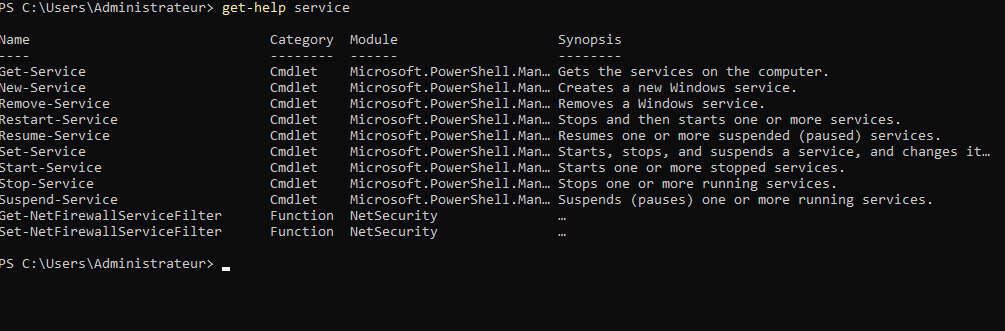 PS C:\Users\Administrateur> get-help service
Name Category Module Synopsis
---- -------- ------ --------
Get-Service Cmdlet Microsoft.PowerShell.Man… Gets the services on the computer.
New-Service Cmdlet Microsoft.PowerShell.Man… Creates a new Windows service.
Remove-Service Cmdlet Microsoft.PowerShell.Man… Removes a Windows service.
Restart-Service Cmdlet Microsoft.PowerShell.Man… Stops and then starts one or more services.
Resume-Service Cmdlet Microsoft.PowerShell.Man… Resumes one or more suspended (paused) services.
Set-Service Cmdlet Microsoft.PowerShell.Man… Starts, stops, and suspends a service, and changes it…
Start-Service Cmdlet Microsoft.PowerShell.Man… Starts one or more stopped services.
Stop-Service Cmdlet Microsoft.PowerShell.Man… Stops one or more running services.
Suspend-Service Cmdlet Microsoft.PowerShell.Man… Suspends (pauses) one or more running services.
Get-NetFirewallServiceFilter Function NetSecurity …
Set-NetFirewallServiceFilter Function NetSecurity …
PS C:\Users\Administrateur>